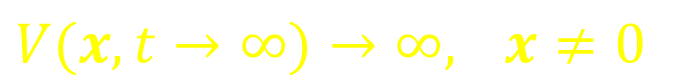 V(x, t → ∞) → ∞, x ≠ 0